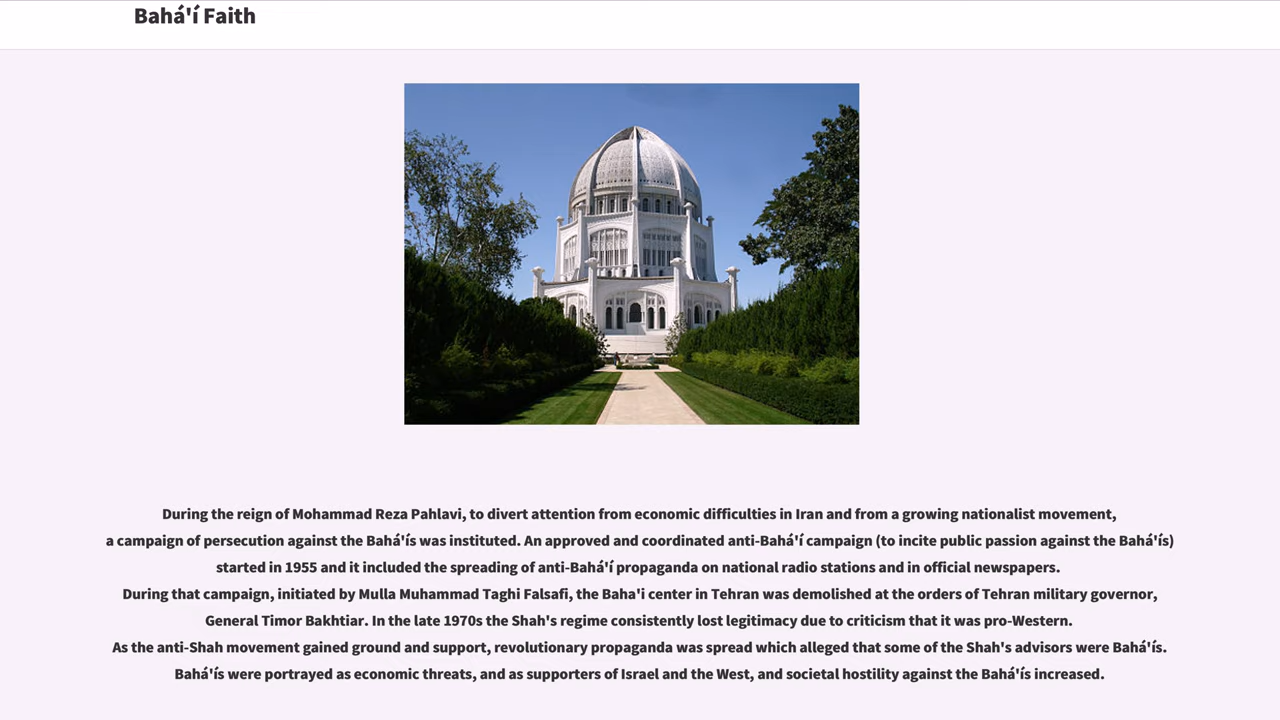 Bahá'í Faith
During the reign of Mohammad Reza Pahlavi, to divert attention from economic difficulties in Iran and from a growing nationalist movement,
a campaign of persecution against the Bahá'ís was instituted. An approved and coordinated anti-Bahá'í campaign (to incite public passion against the Bahá'ís)
started in 1955 and it included the spreading of anti-Bahá'í propaganda on national radio stations and in official newspapers.
During that campaign, initiated by Mulla Muhammad Taghi Falsafi, the Baha'i center in Tehran was demolished at the orders of Tehran military governor,
General Timor Bakhtiar. In the late 1970s the Shah's regime consistently lost legitimacy due to criticism that it was pro-Western.
As the anti-Shah movement gained ground and support, revolutionary propaganda was spread which alleged that some of the Shah's advisors were Bahá'ís.
Bahá'ís were portrayed as economic threats, and as supporters of Israel and the West, and societal hostility against the Bahá'ís increased.